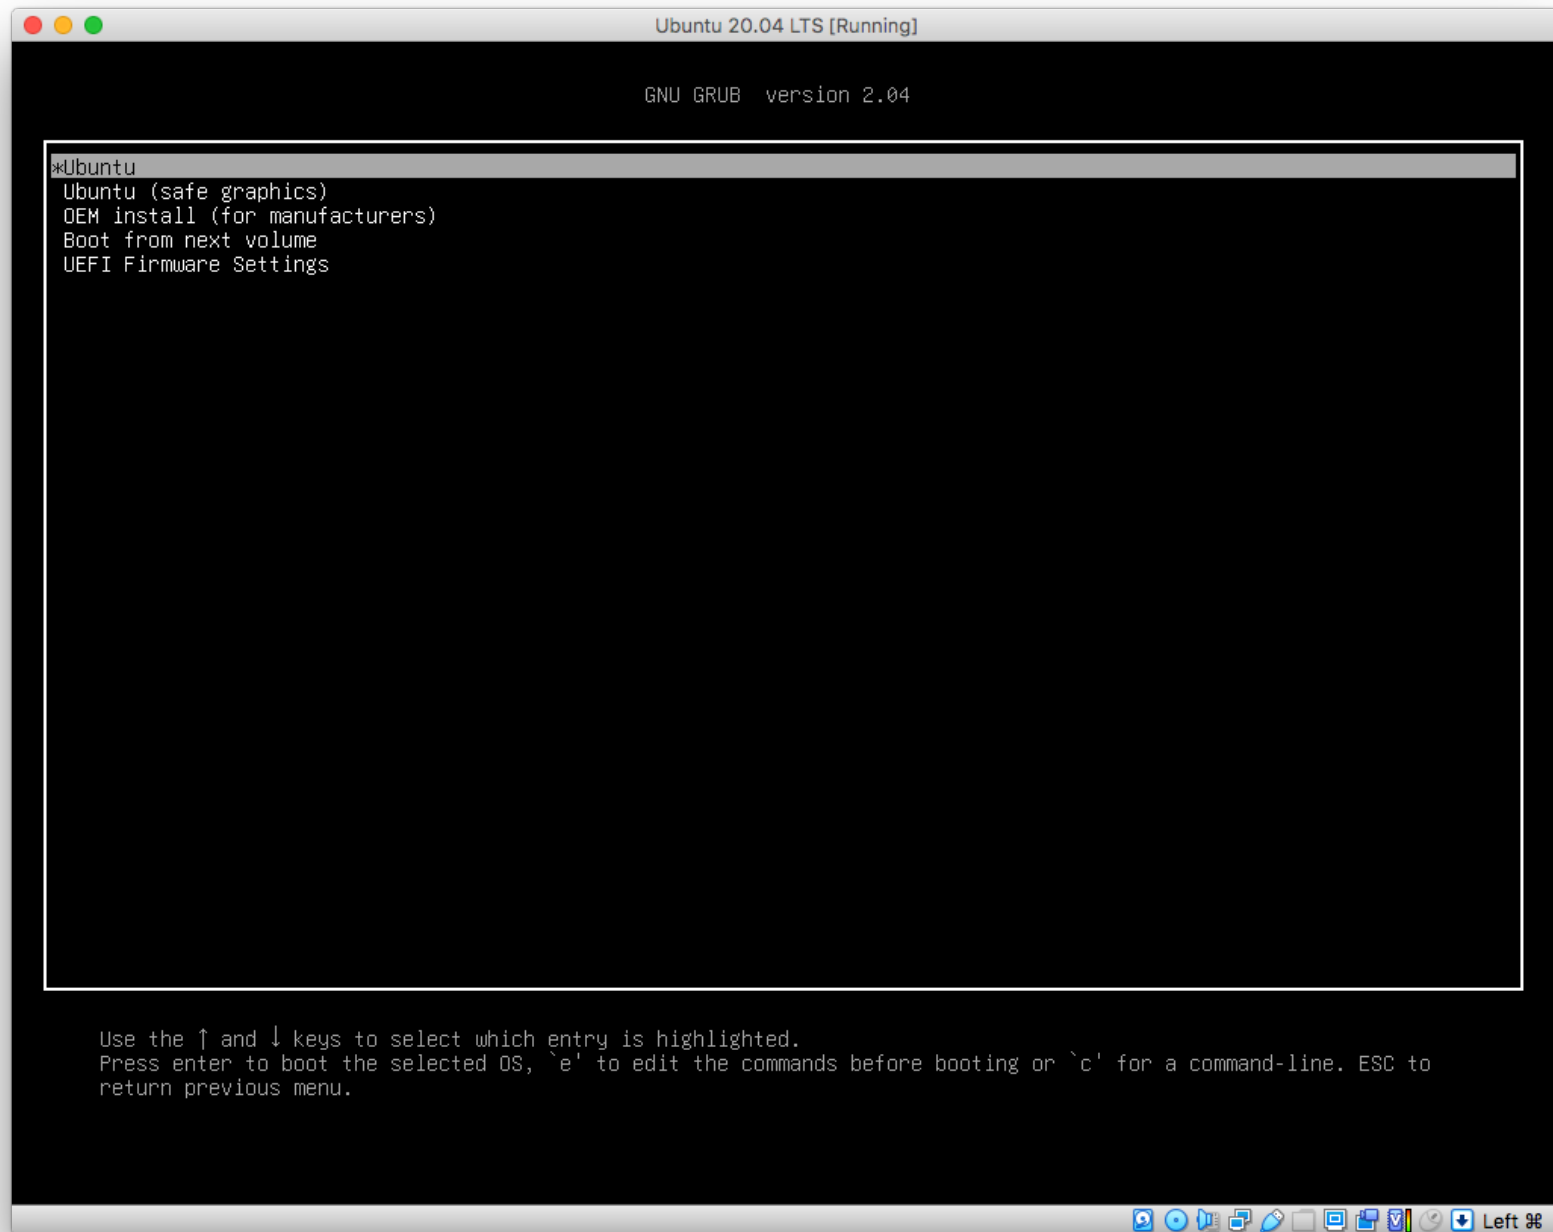 Ubuntu 20.04 LTS [Running]
GNU GRUB  version 2.04
*Ubuntu
Ubuntu (safe graphics)
OEM install (for manufacturers)
Boot from next volume
UEFI Firmware Settings
Use the ↑ and ↓ keys to select which entry is highlighted.
Press enter to boot the selected OS, `e' to edit the commands before booting or `c' for a command-line. ESC to
return previous menu.
Left ⌘